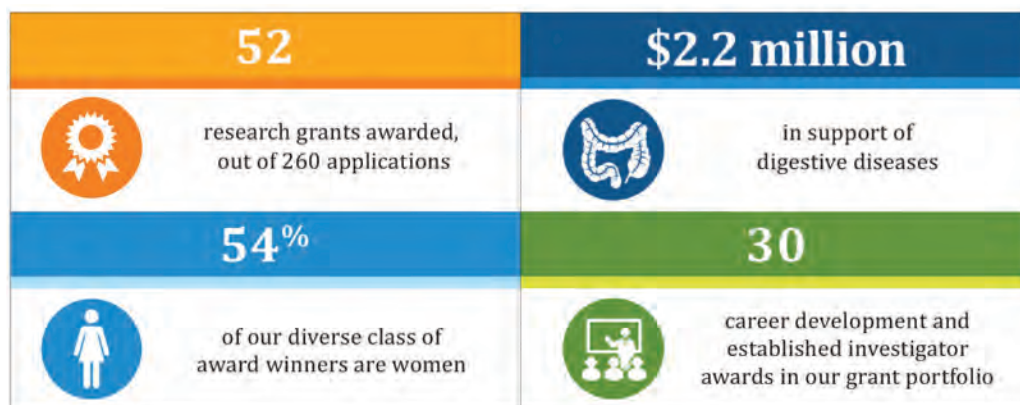 52
research grants awarded,
out of 260 applications
$2.2 million
in support of
digestive diseases
54%
of our diverse class of
award winners are women
30
career development and
established investigator
awards in our grant portfolio